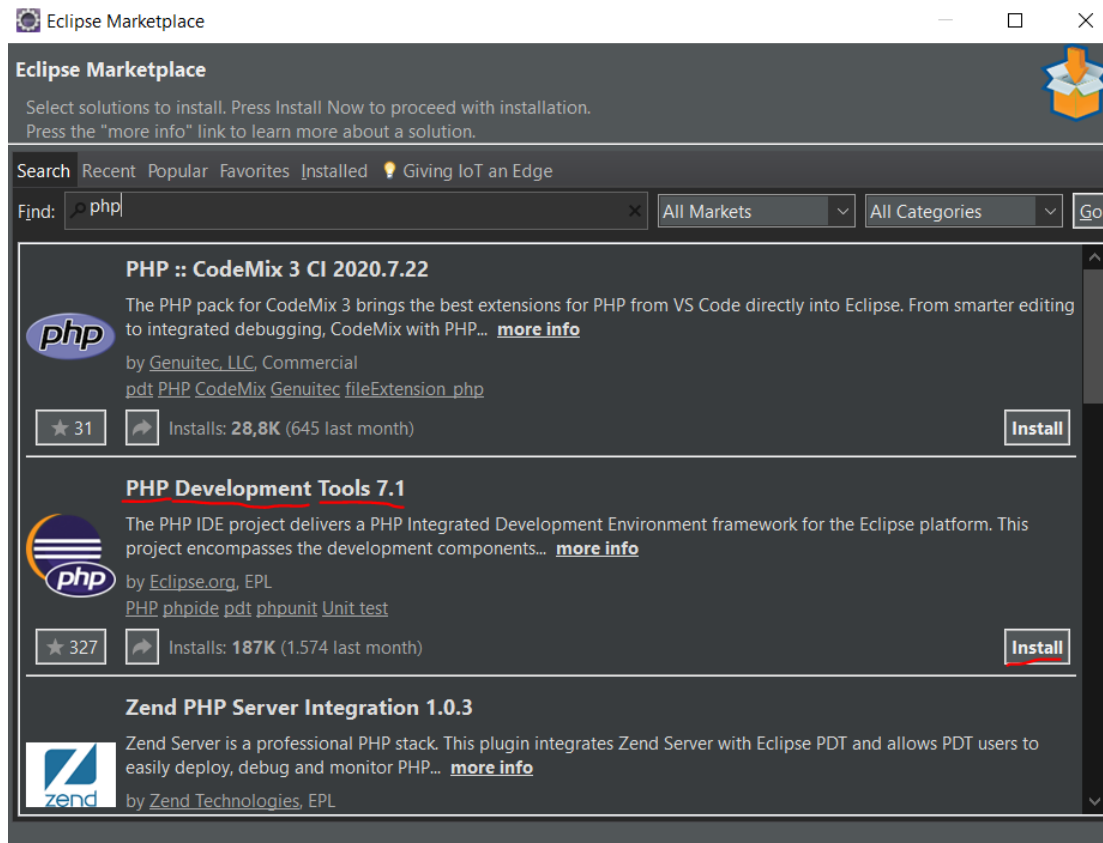 Eclipse Marketplace
Eclipse Marketplace
Select solutions to install. Press Install Now to proceed with installation.
Press the "more info" link to learn more about a solution.
Search Recent Popular Favorites Installed Giving IoT an Edge
Find: php All Markets All Categories Go
PHP :: CodeMix 3 CI 2020.7.22
The PHP pack for CodeMix 3 brings the best extensions for PHP from VS Code directly into Eclipse. From smarter editing
to integrated debugging, CodeMix with PHP... more info
php
by Genuitec, LLC, Commercial
pdt PHP CodeMix Genuitec fileExtension_php
31 Installs: 28,8K (645 last month) Install
PHP Development Tools 7.1
The PHP IDE project delivers a PHP Integrated Development Environment framework for the Eclipse platform. This
project encompasses the development components... more info
php
by Eclipse.org, EPL
PHP phpide pdt phpunit Unit test
327 Installs: 187K (1.574 last month) Install
Zend PHP Server Integration 1.0.3
Zend Server is a professional PHP stack. This plugin integrates Zend Server with Eclipse PDT and allows PDT users to
easily deploy, debug and monitor PHP... more info
zend
by Zend Technologies, EPL